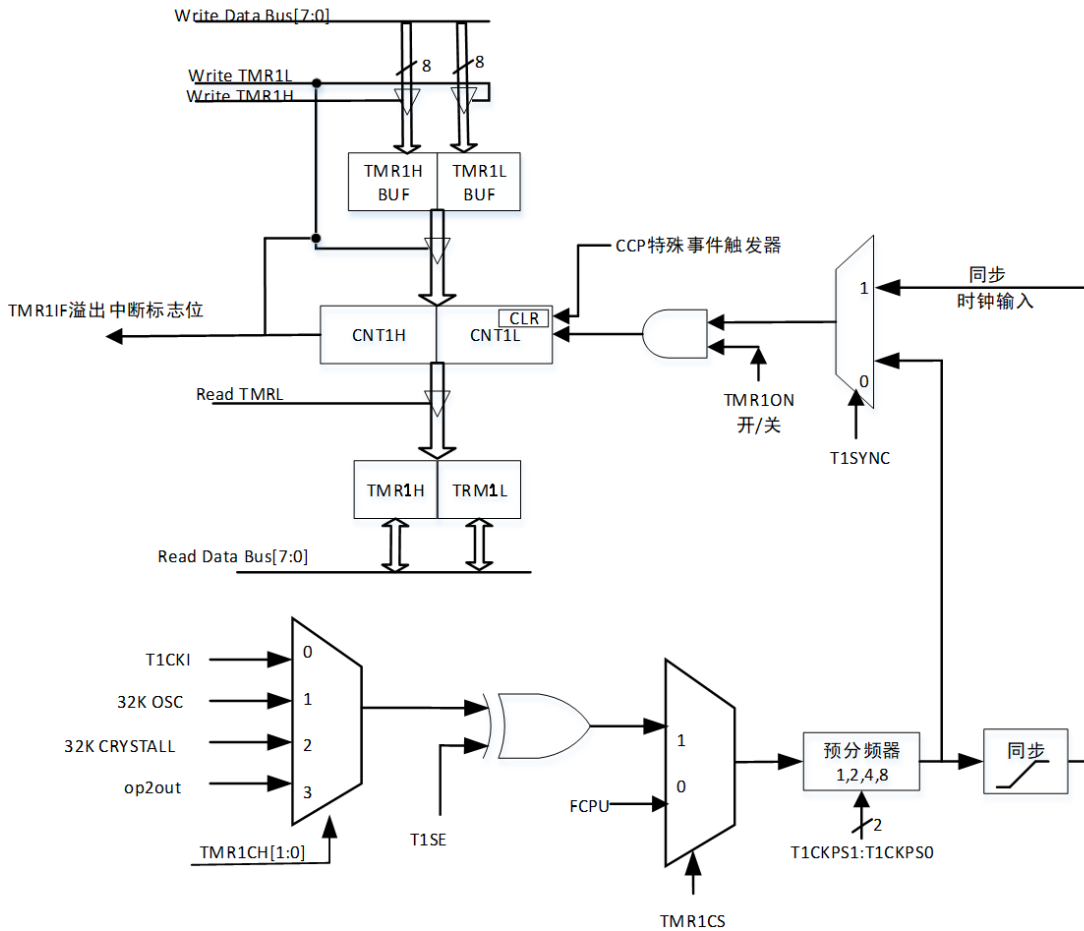 Write Data Bus[7:0]
8
8
Write TMR1L
Write TMR1H
TMR1H
BUF
TMR1L
BUF
CCP特殊事件触发器
同步
时钟输入
1
TMR1IF溢出中断标志位
CLR
CNT1H
CNT1L
0
Read TMRL
TMR1ON
开/关
T1SYNC
TMR1H
TRM1L
Read Data Bus[7:0]
T1CKI
0
32K OSC
1
32K CRYSTALL
2
op2out
3
TMR1CH[1:0]
T1SE
1
0
FCPU
TMR1CS
预分频器
1,2,4,8
同步
2
T1CKPS1:T1CKPS0